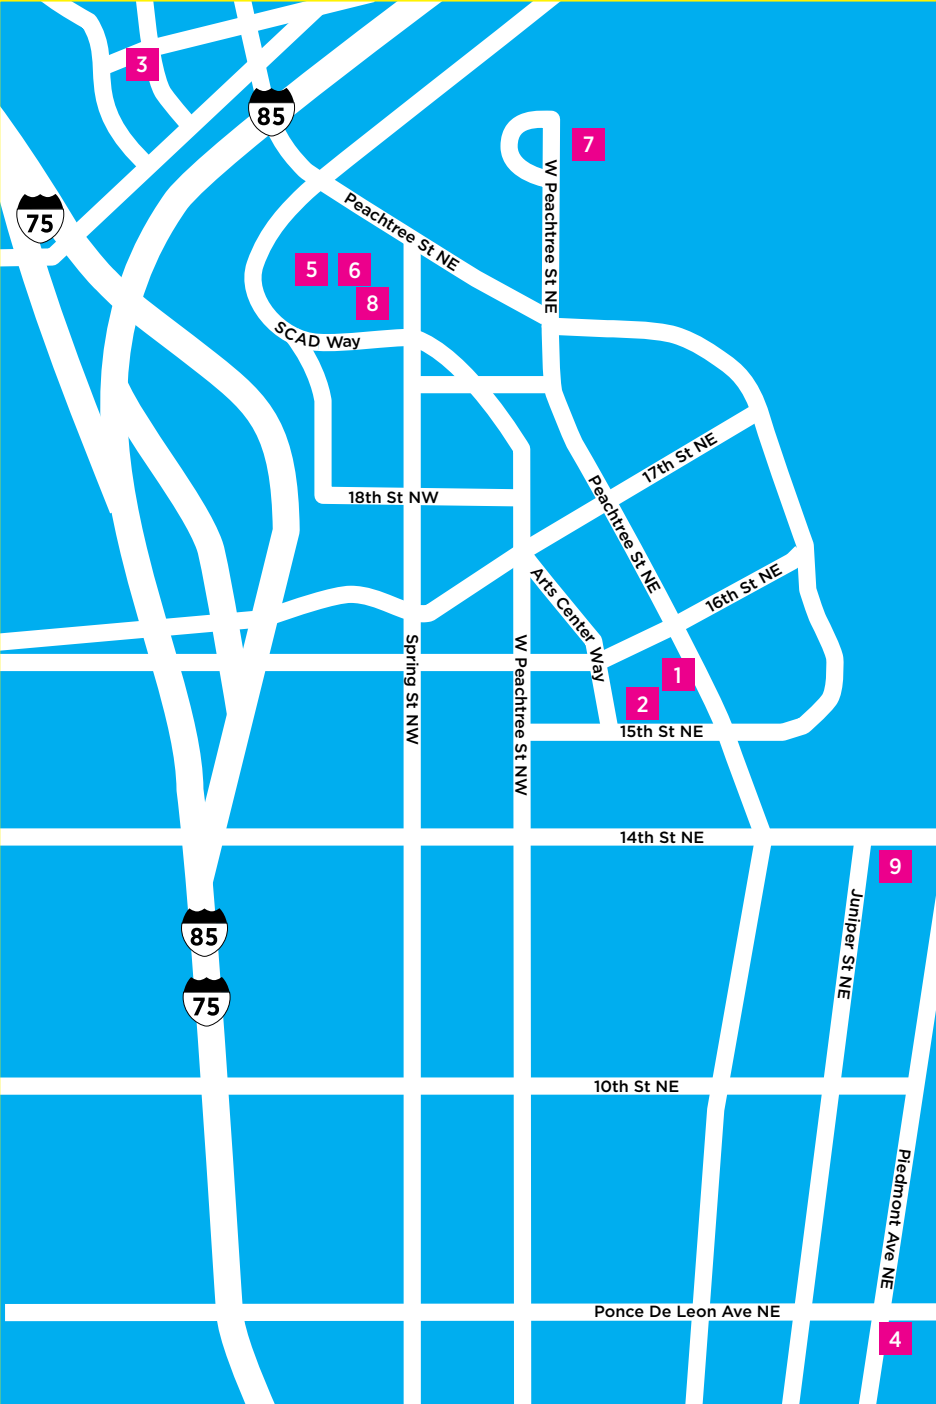 3
85
7
75
Peachtree St NE
W Peachtree St NE
5
6
8
SCAD Way
17th St NE
18th St NW
Peachtree St NE
Arts Center Way
16th St NE
Spring St NW
W Peachtree St NW
1
2
15th St NE
14th St NE
9
Juniper St NE
85
75
10th St NE
Piedmont Ave NE
Ponce De Leon Ave NE
4